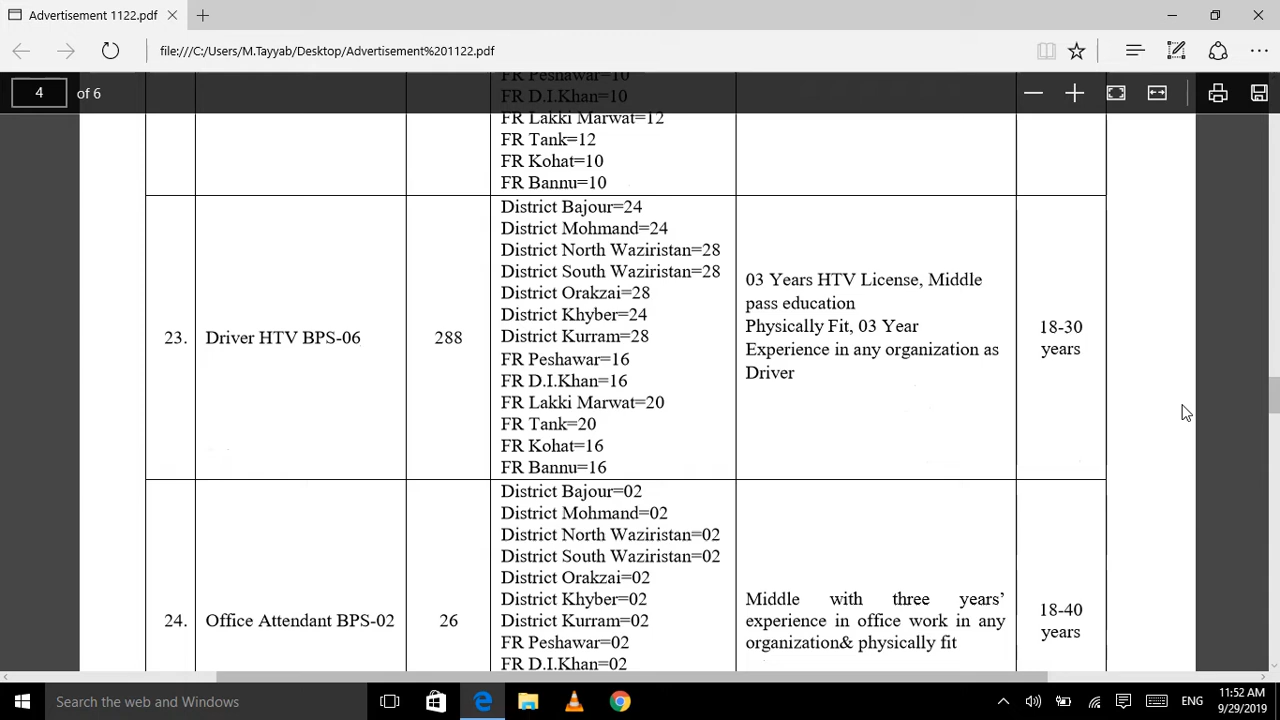 Advertisement 1122.pdf
file:///C:/Users/M.Tayyab/Desktop/Advertisement%201122.pdf
4 of 6
FR Peshawar=10
FR D.I.Khan=10
FR Lakki Marwat=12
FR Tank=12
FR Kohat=10
FR Bannu=10
23.
Driver HTV BPS-06
288
District Bajour=24
District Mohmand=24
District North Waziristan=28
District South Waziristan=28
District Orakzai=28
District Khyber=24
District Kurram=28
FR Peshawar=16
FR D.I.Khan=16
FR Lakki Marwat=20
FR Tank=20
FR Kohat=16
FR Bannu=16
03 Years HTV License, Middle
pass education
Physically Fit, 03 Year
Experience in any organization as
Driver
18-30
years
24.
Office Attendant BPS-02
26
District Bajour=02
District Mohmand=02
District North Waziristan=02
District South Waziristan=02
District Orakzai=02
District Khyber=02
District Kurram=02
FR Peshawar=02
FR D.I.Khan=02
Middle with three years’
experience in office work in any
organization& physically fit
18-40
years
Search the web and Windows
ENG
11:52 AM
9/29/2019